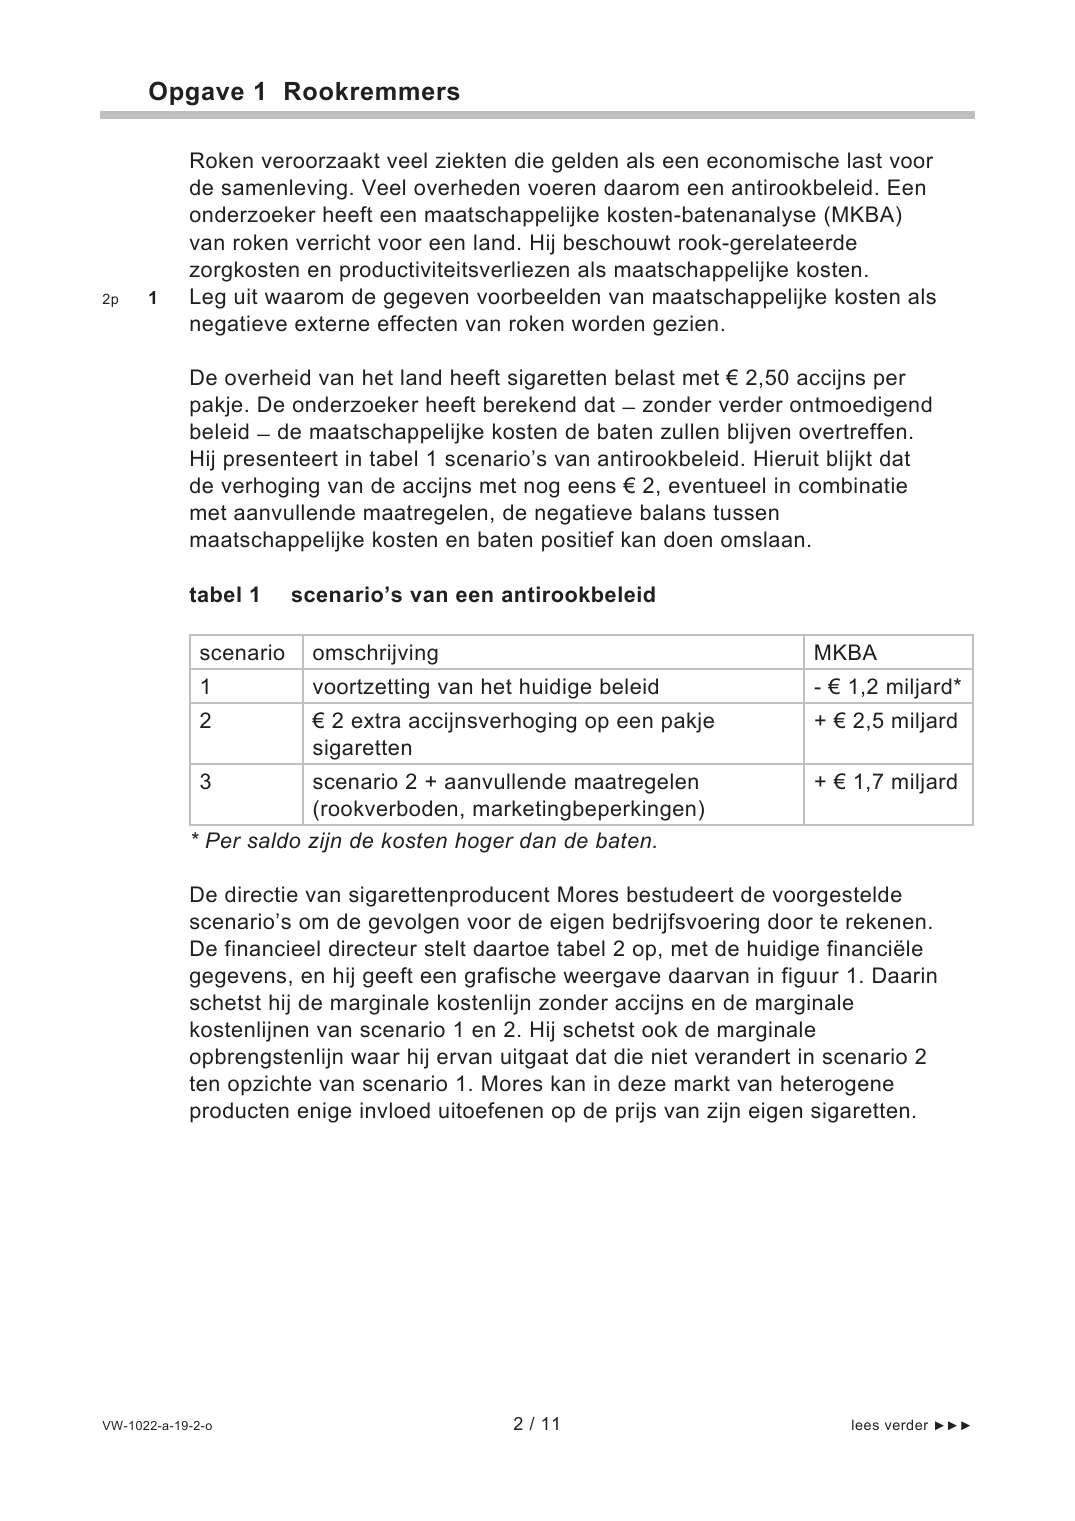 Opgave 1 Rookremmers
Roken veroorzaakt veel ziekten die gelden als een economische last voor
de samenleving. Veel overheden voeren daarom een antirookbeleid. Een
onderzoeker heeft een maatschappelijke kosten-batenanalyse (MKBA)
van roken verricht voor een land. Hij beschouwt rook-gerelateerde
zorgkosten en productiviteitsverliezen als maatschappelijke kosten.
2p 1 Leg uit waarom de gegeven voorbeelden van maatschappelijke kosten als
negatieve externe effecten van roken worden gezien.
De overheid van het land heeft sigaretten belast met € 2,50 accijns per
pakje. De onderzoeker heeft berekend dat – zonder verder ontmoedigend
beleid – de maatschappelijke kosten de baten zullen blijven overtreffen.
Hij presenteert in tabel 1 scenario's van antirookbeleid. Hieruit blijkt dat
de verhoging van de accijns met nog eens € 2, eventueel in combinatie
met aanvullende maatregelen, de negatieve balans tussen
maatschappelijke kosten en baten positief kan doen omslaan.
tabel 1 scenario's van een antirookbeleid
scenario omschrijving MKBA
1 voortzetting van het huidige beleid - € 1,2 miljard*
2 € 2 extra accijnsverhoging op een pakje + € 2,5 miljard
sigaretten
3 scenario 2 + aanvullende maatregelen + € 1,7 miljard
(rookverboden, marketingbeperkingen)
* Per saldo zijn de kosten hoger dan de baten.
De directie van sigarettenproducent Mores bestudeert de voorgestelde
scenario's om de gevolgen voor de eigen bedrijfsvoering door te rekenen.
De financieel directeur stelt daartoe tabel 2 op, met de huidige financiële
gegevens, en hij geeft een grafische weergave daarvan in figuur 1. Daarin
schetst hij de marginale kostenlijn zonder accijns en de marginale
kostenlijnen van scenario 1 en 2. Hij schetst ook de marginale
opbrengstenlijn waar hij ervan uitgaat dat die niet verandert in scenario 2
ten opzichte van scenario 1. Mores kan in deze markt van heterogene
producten enige invloed uitoefenen op de prijs van zijn eigen sigaretten.
VW-1022-a-19-2-o 2 / 11 lees verder ►►►